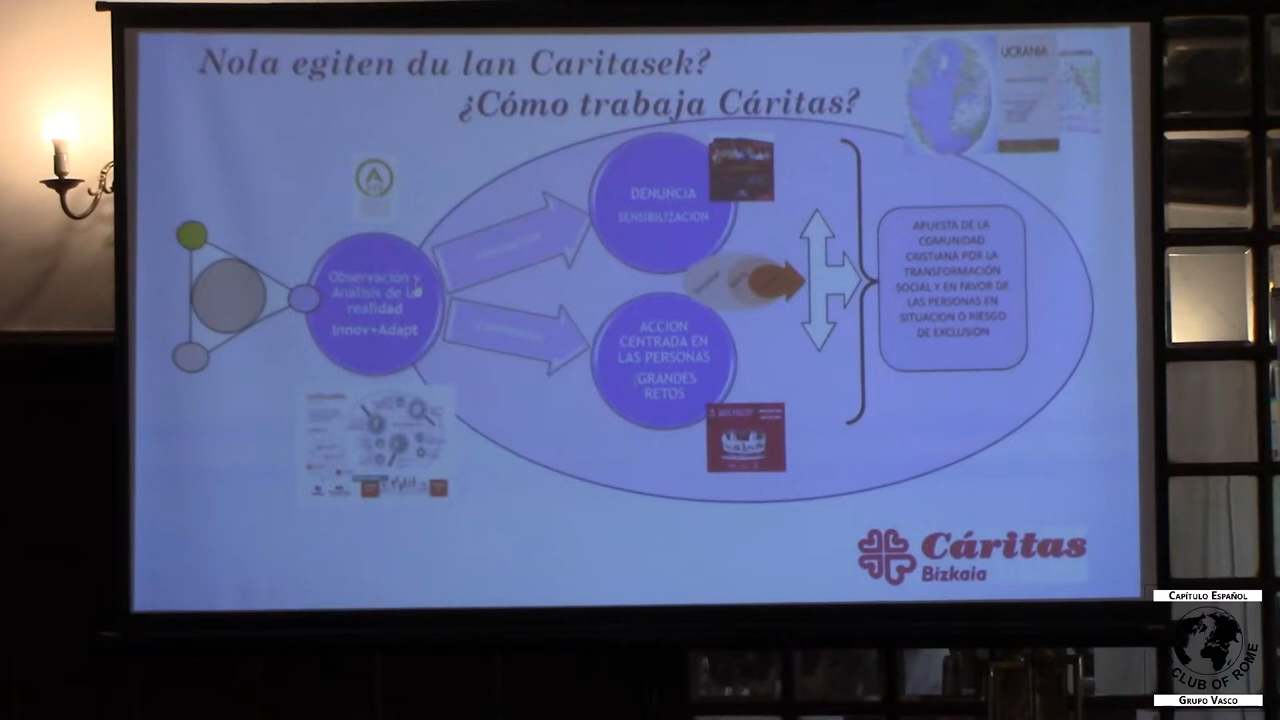 Nola egiten du lan Caritasek?
¿Cómo trabaja Cáritas?
UCRANIA
DENUNCIA
SENSIBILIZACION
Observación y
Análisis de la
realidad
Innov+Adapt
ACCION
CENTRADA EN
LAS PERSONAS
¡GRANDES
RETOS
APUESTA DE LA
COMUNIDAD
CRISTIANA POR LA
TRANSFORMACIÓN
SOCIAL Y EN FAVOR DE
LAS PERSONAS EN
SITUACION O RIESGO
DE EXCLUSION
Cáritas
Bizkaia
CAPÍTULO ESPAÑOL
CLUB OF ROME
GRUPO VASCO